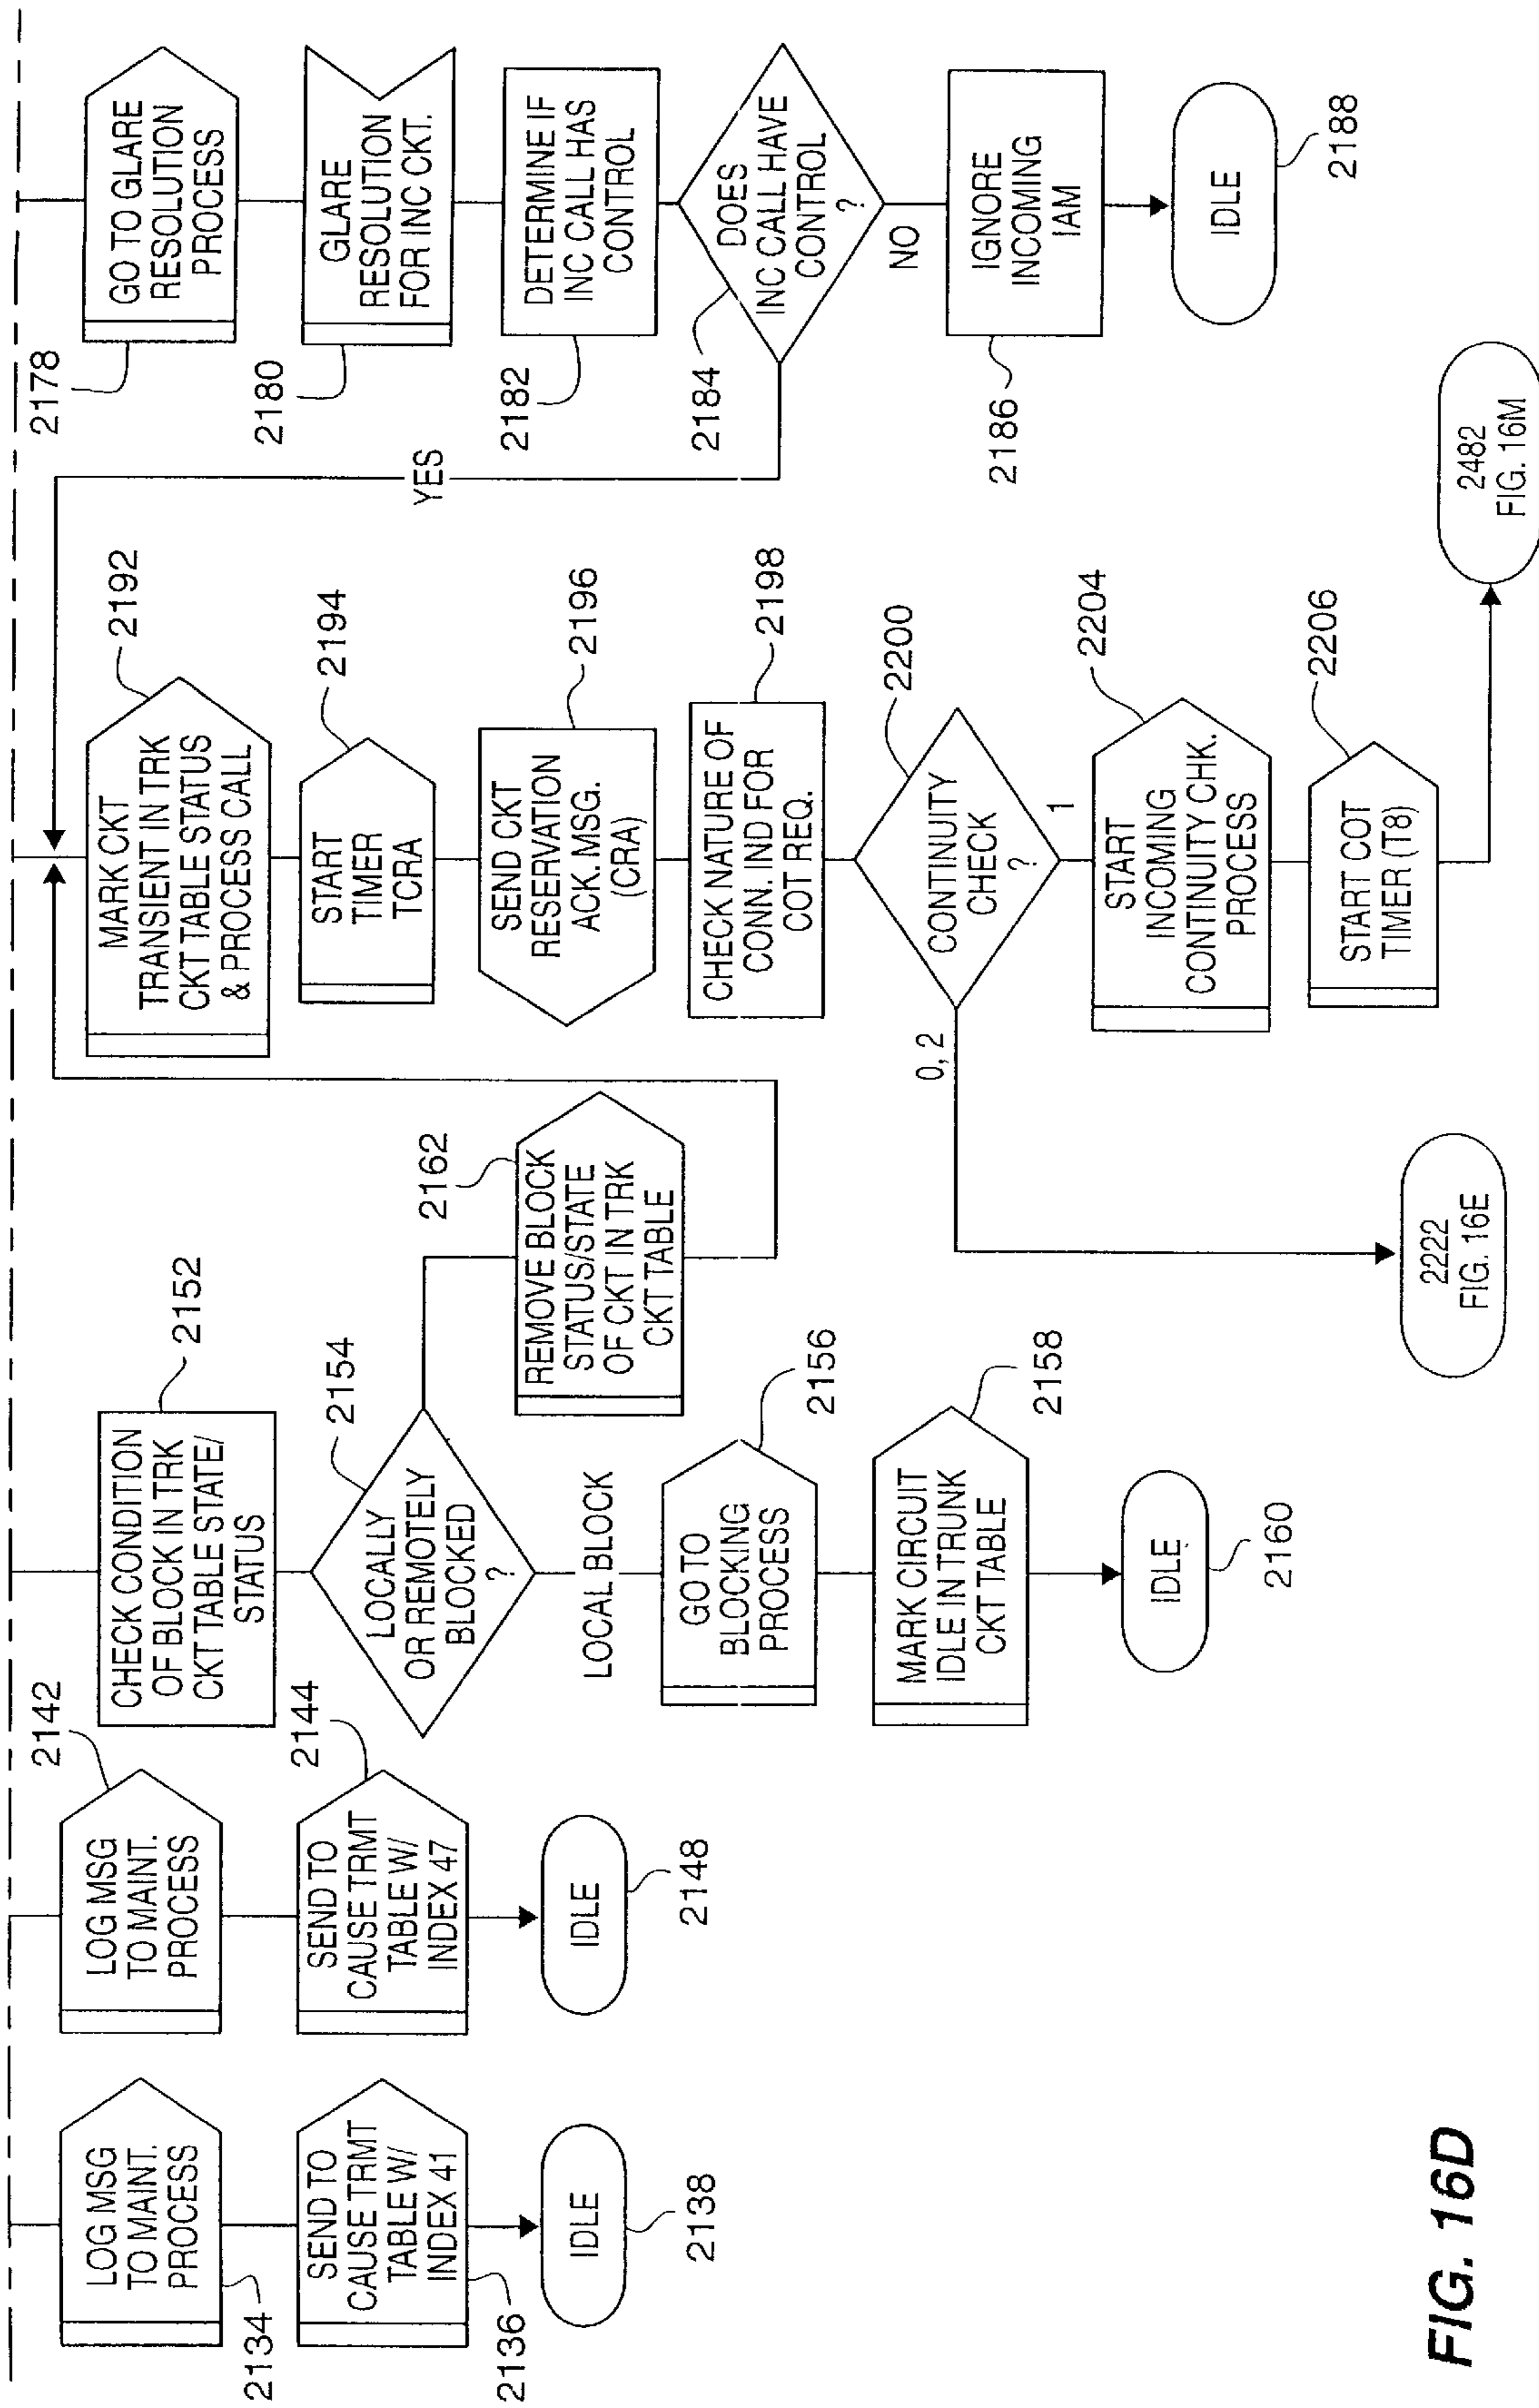 LOG MSG
TO MAINT.
PROCESS
2134
SEND TO
CAUSE TRMT
TABLE W/
INDEX 41
2136
IDLE
2138
LOG MSG
TO MAINT.
PROCESS
2142
SEND TO
CAUSE TRMT
TABLE W/
INDEX 47
2144
IDLE
2148
CHECK CONDITION
OF BLOCK IN TRK
CKT TABLE STATE/
STATUS
2152
LOCALLY
OR REMOTELY
BLOCKED
?
2154
LOCAL BLOCK
GO TO
BLOCKING
PROCESS
2156
MARK CIRCUIT
IDLE IN TRUNK
CKT TABLE
2158
IDLE
2160
REMOVE BLOCK
STATUS/STATE
OF CKT IN TRK
CKT TABLE
2162
MARK CKT
TRANSIENT IN TRK
CKT TABLE STATUS
& PROCESS CALL
2192
START
TIMER
TCRA
2194
SEND CKT
RESERVATION
ACK.MSG.
(CRA)
2196
CHECK NATURE OF
CONN. IND FOR
COT REQ.
2198
CONTINUITY
CHECK
?
2200
0, 2
1
2222
FIG. 16E
START
INCOMING
CONTINUITY CHK.
PROCESS
2204
START COT
TIMER (T8)
2206
2482
FIG. 16M
GO TO GLARE
RESOLUTION
PROCESS
2178
GLARE
RESOLUTION
FOR INC CKT.
2180
DETERMINE IF
INC CALL HAS
CONTROL
2182
DOES
INC CALL HAVE
CONTROL
?
2184
YES
NO
IGNORE
INCOMING
IAM
2186
IDLE
2188
FIG. 16D